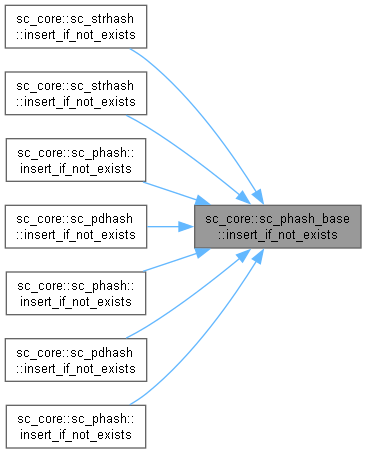 sc_core::sc_strhash
::insert_if_not_exists
sc_core::sc_strhash
::insert_if_not_exists
sc_core::sc_phash::
insert_if_not_exists
sc_core::sc_pdhash
::insert_if_not_exists
sc_core::sc_phash::
insert_if_not_exists
sc_core::sc_pdhash
::insert_if_not_exists
sc_core::sc_phash::
insert_if_not_exists
sc_core::sc_phash_base
::insert_if_not_exists